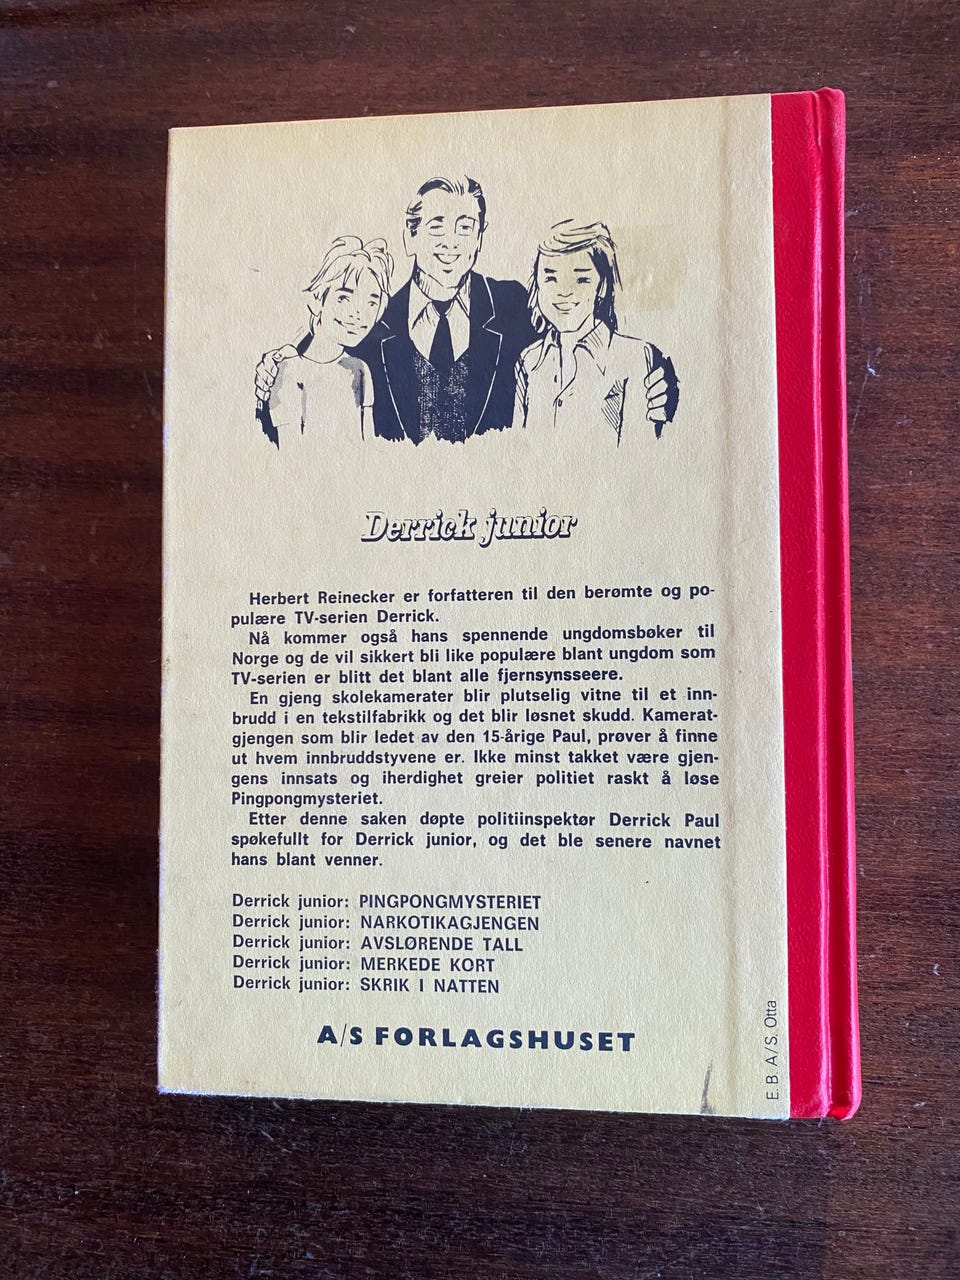 Derrick junior
Herbert Reinecker er forfatteren til den berømte og po-
pulære TV-serien Derrick.
Nå kommer også hans spennende ungdomsbøker til
Norge og de vil sikkert bli like populære blant ungdom som
TV-serien er blitt det blant alle fjernsynsseere.
En gjeng skolekamerater blir plutselig vitne til et inn-
brudd i en tekstilfabrikk og det blir løsnet skudd. Kamerat-
gjengen som blir ledet av den 15-årige Paul, prøver å finne
ut hvem innbruddstyvene er. Ikke minst takket være gjen-
gens innsats og iherdighet greier politiet raskt å løse
Pingpongmysteriet.
Etter denne saken døpte politiinspektør Derrick Paul
spøkefullt for Derrick junior, og det ble senere navnet
hans blant venner.
Derrick junior: PINGPONGMYSTERIET
Derrick junior: NARKOTIKAGJENGEN
Derrick junior: AVSLØRENDE TALL
Derrick junior: MERKEDE KORT
Derrick junior: SKRIK I NATTEN
A/S FORLAGSHUSET
E.B. A/S, Otta